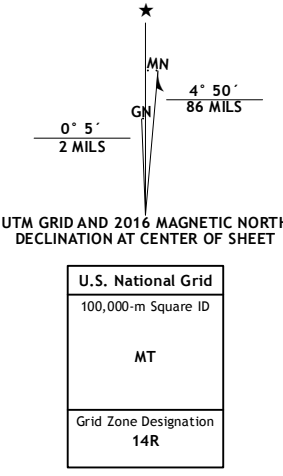 ★
MN
4° 50´
86 MILS
GN
0° 5´
2 MILS
UTM GRID AND 2016 MAGNETIC NORTH
DECLINATION AT CENTER OF SHEET
U.S. National Grid
100,000-m Square ID
MT
Grid Zone Designation
14R